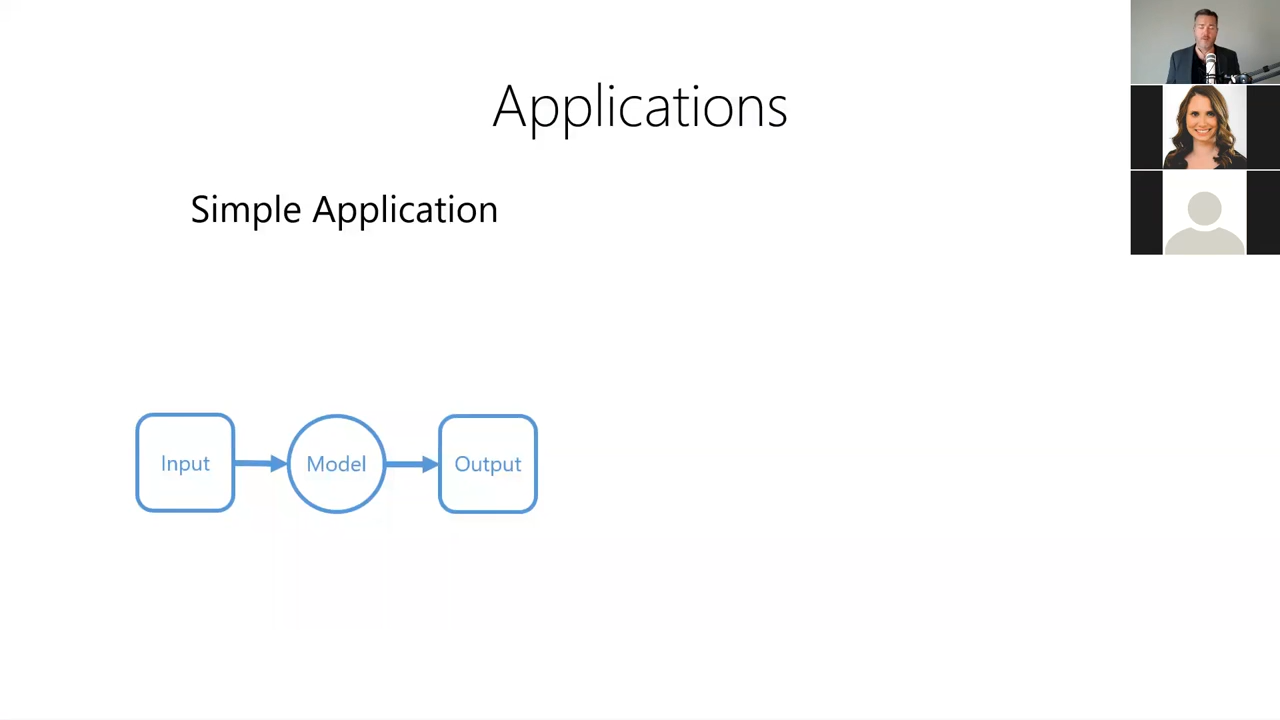 Applications
Simple Application
Input
Model
Output